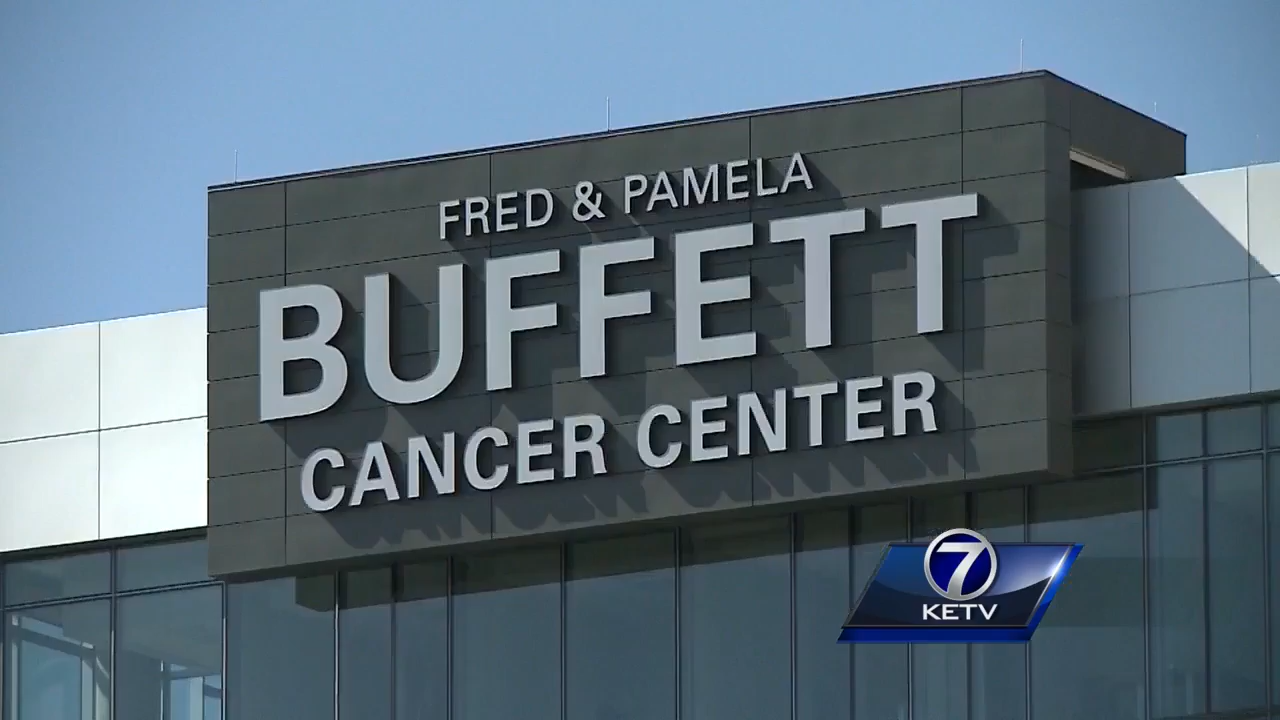 FRED & PAMELA
BUFFETT
CANCER CENTER
7
KETV